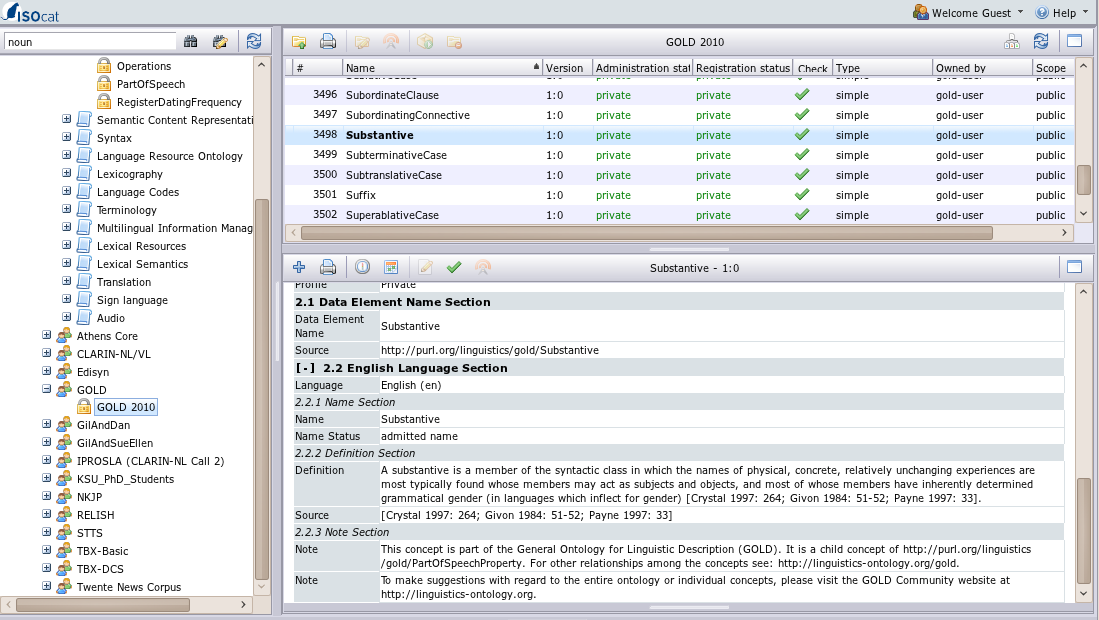 ISOcat
Welcome Guest
Help
noun
Operations
PartOfSpeech
RegisterDatingFrequency
Semantic Content Representati
Syntax
Language Resource Ontology
Lexicography
Language Codes
Terminology
Multilingual Information Manag
Lexical Resources
Lexical Semantics
Translation
Sign language
Audio
Athens Core
CLARIN-NL/VL
Edisyn
GOLD
GOLD 2010
GilAndDan
GilAndSueEllen
IPROSLA (CLARIN-NL Call 2)
KSU_PhD_Students
NKJP
RELISH
STTS
TBX-Basic
TBX-DCS
Twente News Corpus
GOLD 2010
# Name Version Administration stat Registration status Check Type Owned by Scope
3496 SubordinateClause 1:0 private private simple gold-user public
3497 SubordinatingConnective 1:0 private private simple gold-user public
3498 Substantive 1:0 private private simple gold-user public
3499 SubterminativeCase 1:0 private private simple gold-user public
3500 SubtranslativeCase 1:0 private private simple gold-user public
3501 Suffix 1:0 private private simple gold-user public
3502 SuperablativeCase 1:0 private private simple gold-user public
Substantive - 1:0
Profile Private
2.1 Data Element Name Section
Data Element Name Substantive
Source http://purl.org/linguistics/gold/Substantive
[-] 2.2 English Language Section
Language English (en)
2.2.1 Name Section
Name Substantive
Name Status admitted name
2.2.2 Definition Section
Definition A substantive is a member of the syntactic class in which the names of physical, concrete, relatively unchanging experiences are
most typically found whose members may act as subjects and objects, and most of whose members have inherently determined
grammatical gender (in languages which inflect for gender) [Crystal 1997: 264; Givon 1984: 51-52; Payne 1997: 33].
Source [Crystal 1997: 264; Givon 1984: 51-52; Payne 1997: 33]
2.2.3 Note Section
Note This concept is part of the General Ontology for Linguistic Description (GOLD). It is a child concept of http://purl.org/linguistics
/gold/PartOfSpeechProperty. For other relationships among the concepts see: http://linguistics-ontology.org/gold.
Note To make suggestions with regard to the entire ontology or individual concepts, please visit the GOLD Community website at
http://linguistics-ontology.org.